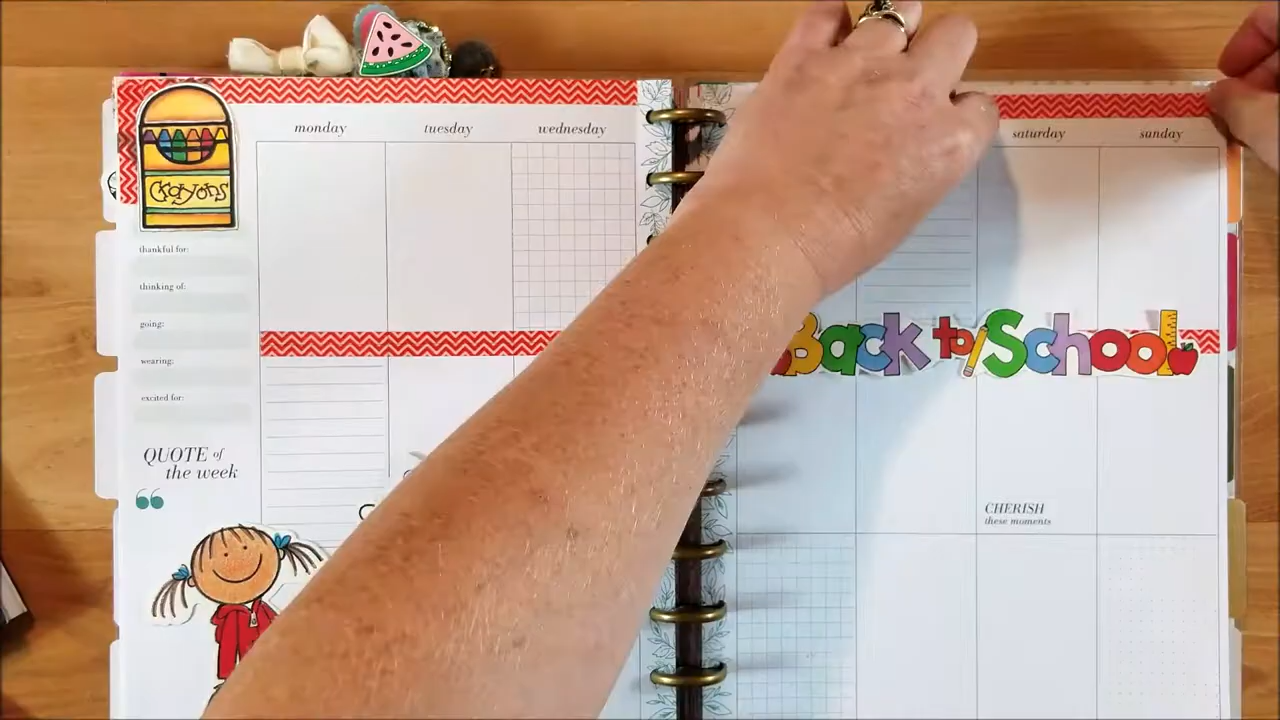 monday
tuesday
wednesday
saturday
sunday
Crayons
thankful for:
thinking of:
going:
wearing:
excited for:
Back to School
QUOTE of
the week
“
CHERISH
these moments